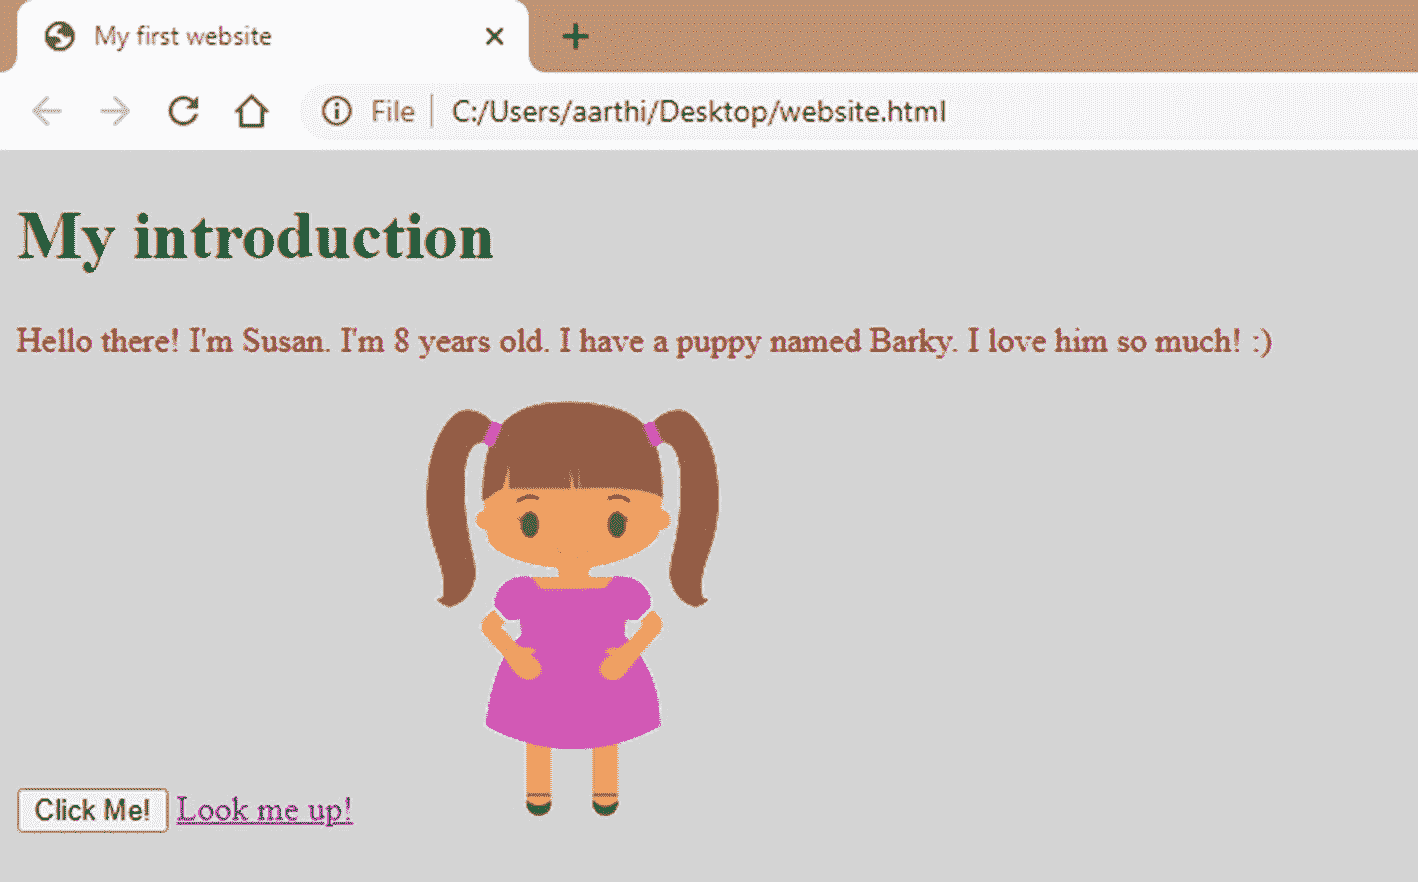 My first website
File C:/Users/aarthi/Desktop/website.html
My introduction
Hello there! I'm Susan. I'm 8 years old. I have a puppy named Barky. I love him so much! :)
Click Me! Look me up!